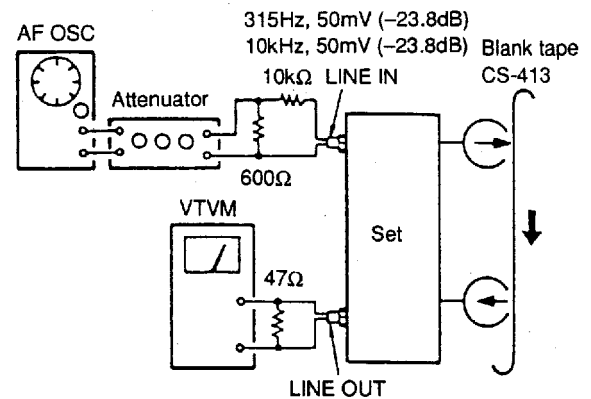 315Hz, 50mV (–23.8dB)
AF OSC
10kHz, 50mV (–23.8dB)
Blank tape
CS-413
10kΩ
LINE IN
Attenuator
600Ω
VTVM
Set
47Ω
LINE OUT